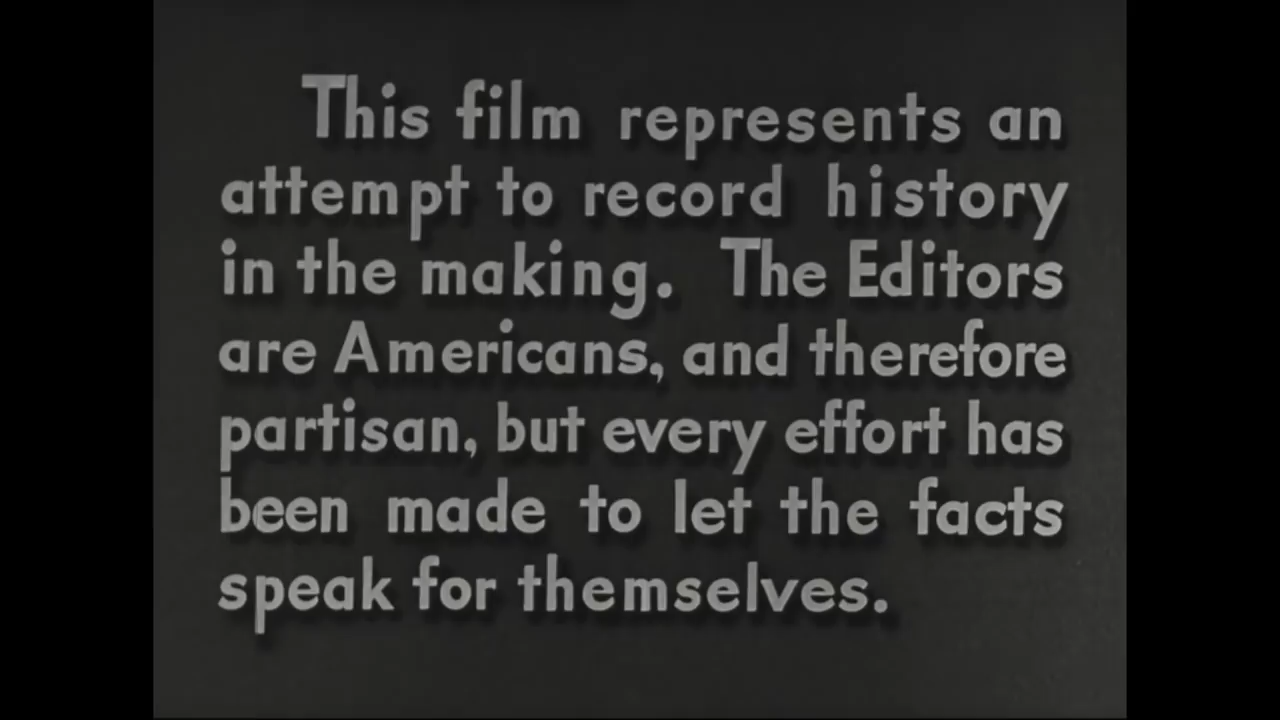 This film represents an
attempt to record history
in the making. The Editors
are Americans, and therefore
partisan, but every effort has
been made to let the facts
speak for themselves.